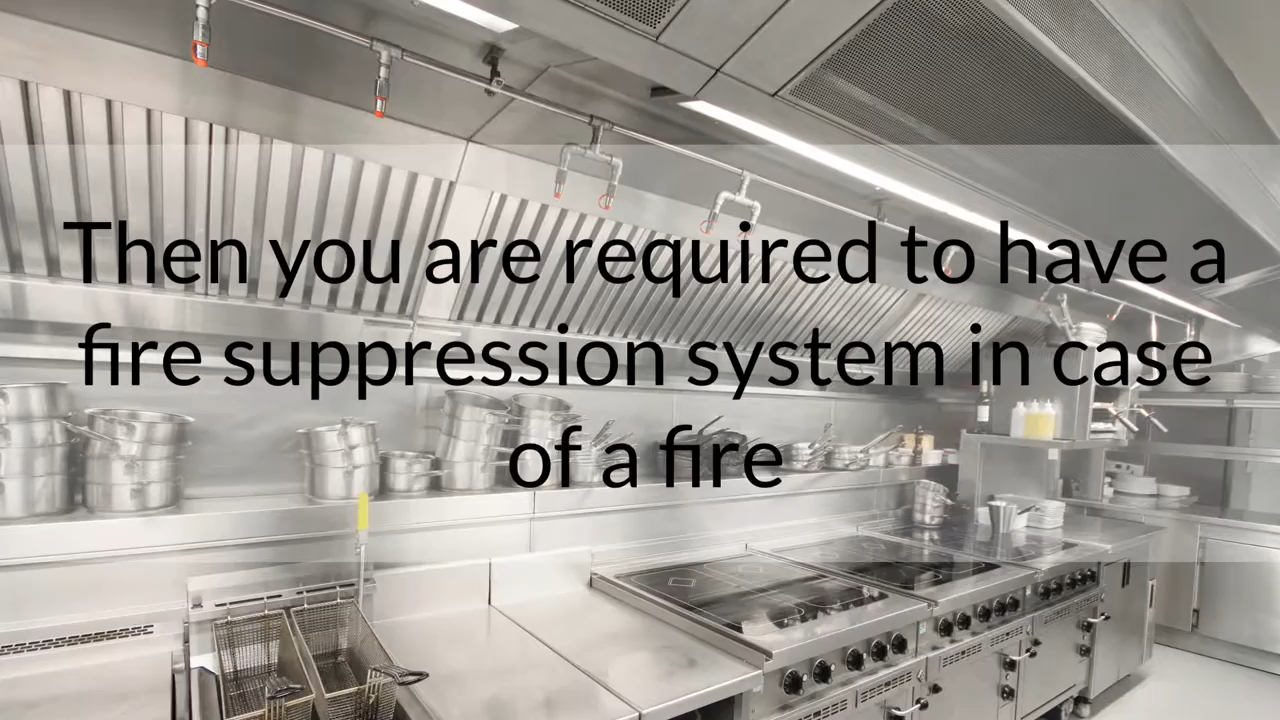 Then you are required to have a
fire suppression system in case
of a fire